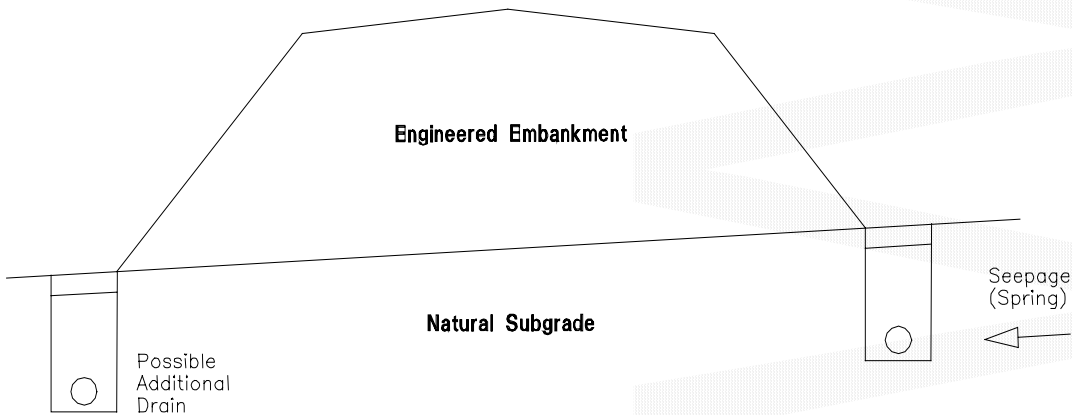 Engineered Embankment
Seepage
(Spring)
Natural Subgrade
Possible
Additional
Drain